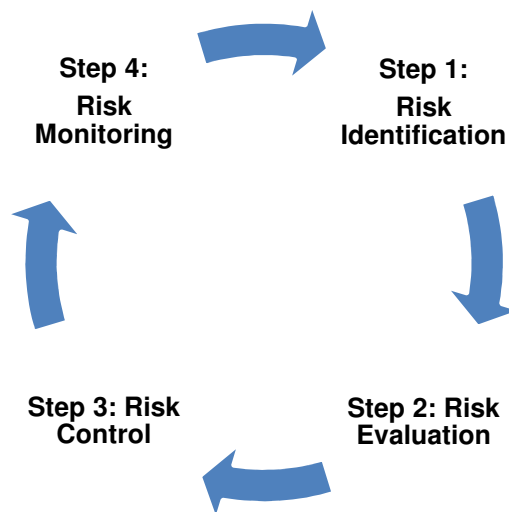 Step 4:
Risk
Monitoring
Step 1:
Risk
Identification
Step 3: Risk
Control
Step 2: Risk
Evaluation